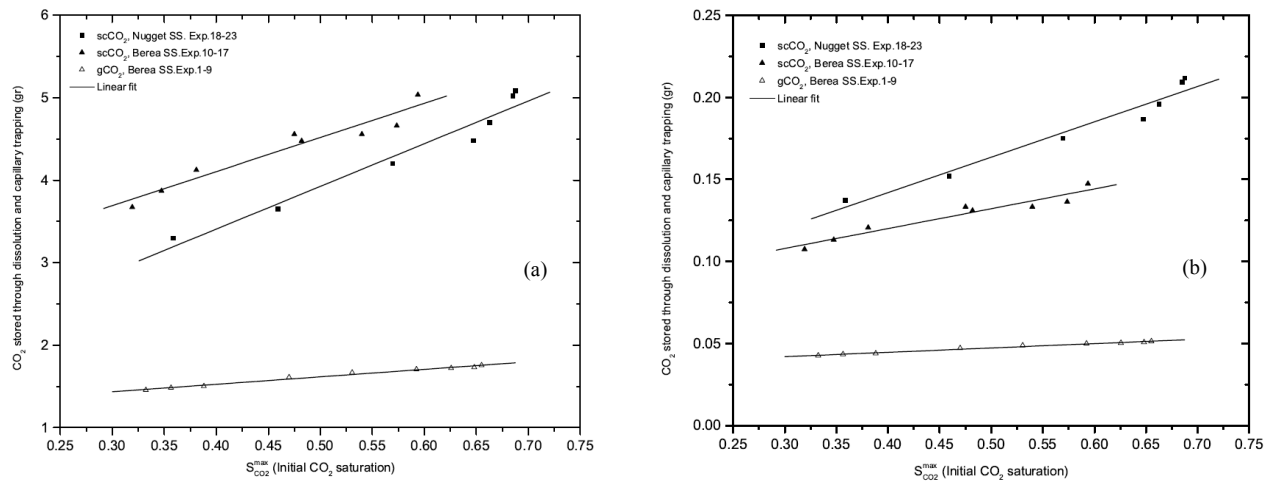 6
5
4
3
2
1
0.25 0.30 0.35 0.40 0.45 0.50 0.55 0.60 0.65 0.70 0.75
CO₂ stored through dissolution and capillary trapping (gr)
scCO₂, Nugget SS. Exp.18-23
scCO₂, Berea SS.Exp.10-17
gCO₂, Berea SS.Exp.1-9
Linear fit
(a)
S_CO2^max (Initial CO₂ saturation)
0.25
0.20
0.15
0.10
0.05
0.00
0.25 0.30 0.35 0.40 0.45 0.50 0.55 0.60 0.65 0.70 0.75
CO₂ stored through dissolution and capillary trapping (gr)
scCO₂, Nugget SS. Exp.18-23
scCO₂, Berea SS.Exp.10-17
gCO₂, Berea SS.Exp.1-9
Linear fit
(b)
S_CO2^max (Initial CO₂ saturation)